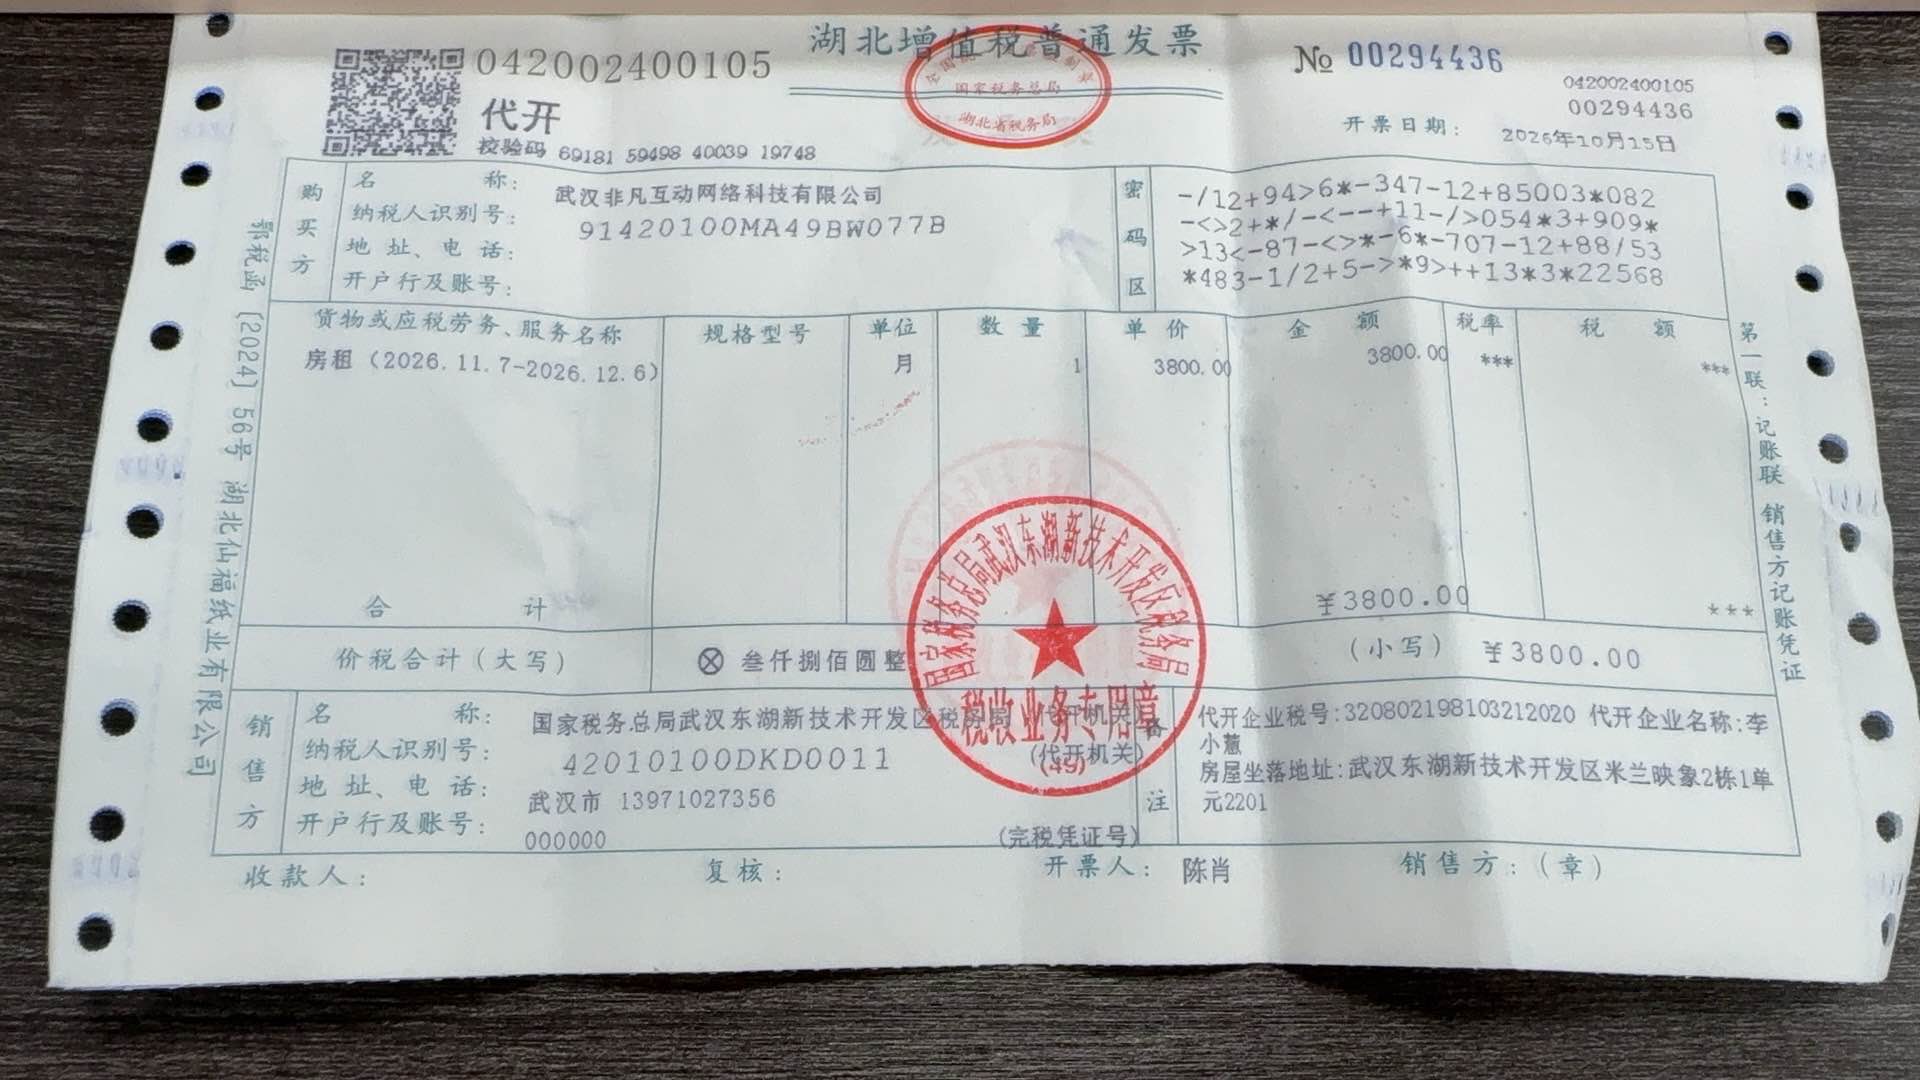 湖北增值税普通发票
042002400105
代开
校验码 69181 59498 40039 19748
国家税务总局
湖北省税务局
№ 00294436
042002400105
00294436
开票日期: 2026年10月15日
购买方
名称: 武汉非凡互动网络科技有限公司
纳税人识别号: 91420100MA49BW077B
地址、电话:
开户行及账号:
密码区
-/12+94>6*-347-12+85003*082
-<>2+*/-<--+11-/>054*3+909*
>13<-87-<>*-6*-707-12+88/53
*483-1/2+5->*9>++13*3*22568
货物或应税劳务、服务名称 规格型号 单位 数量 单价 金额 税率 税额
房租（2026.11.7-2026.12.6) 月 1 3800.00 3800.00 *** ***
合计 ¥3800.00 ***
价税合计(大写) ⊗ 叁仟捌佰圆整 (小写) ¥3800.00
销售方
名称: 国家税务总局武汉东湖新技术开发区税务局 (代开机关)
纳税人识别号: 42010100DKD0011 (代开机关)
地址、电话: 武汉市 13971027356
开户行及账号: 000000 (完税凭证号)
备注
代开企业税号:320802198103212020 代开企业名称:李
小蕙
房屋坐落地址:武汉东湖新技术开发区米兰映象2栋1单
元2201
国家税务总局武汉东湖新技术开发区税务局
税收业务专用章
收款人: 复核: 开票人: 陈肖 销售方:(章)
鄂税函〔2024〕56号 湖北仙福纸业有限公司
第一联:记账联 销售方记账凭证